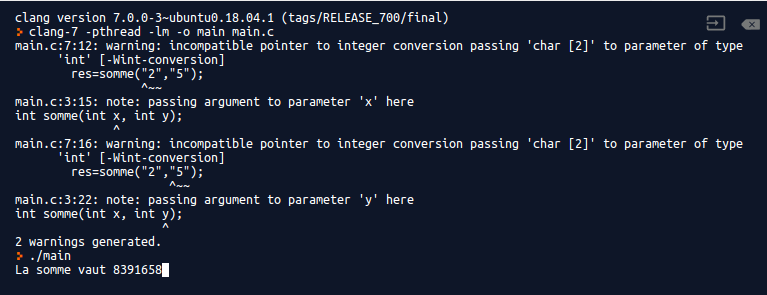 clang version 7.0.0-3~ubuntu0.18.04.1 (tags/RELEASE_700/final)
> clang-7 -pthread -lm -o main main.c
main.c:7:12: warning: incompatible pointer to integer conversion passing 'char [2]' to parameter of type
      'int' [-Wint-conversion]
        res=somme("2","5");
                  ^~~
main.c:3:15: note: passing argument to parameter 'x' here
int somme(int x, int y);
              ^
main.c:7:16: warning: incompatible pointer to integer conversion passing 'char [2]' to parameter of type
      'int' [-Wint-conversion]
        res=somme("2","5");
                      ^~~
main.c:3:22: note: passing argument to parameter 'y' here
int somme(int x, int y);
                     ^
2 warnings generated.
> ./main
La somme vaut 8391658